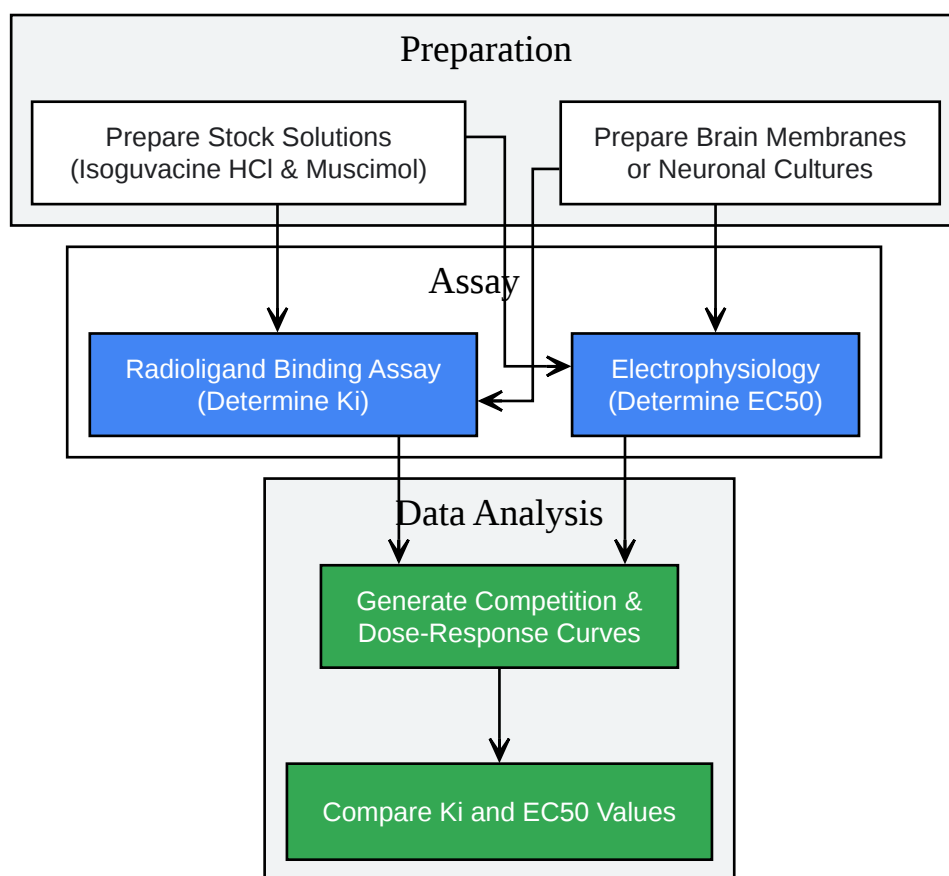 Preparation
Prepare Stock Solutions
(Isoguvacine HCl & Muscimol)
Prepare Brain Membranes
or Neuronal Cultures
Assay
Radioligand Binding Assay
(Determine Ki)
Electrophysiology
(Determine EC50)
Data Analysis
Generate Competition &
Dose-Response Curves
Compare Ki and EC50 Values